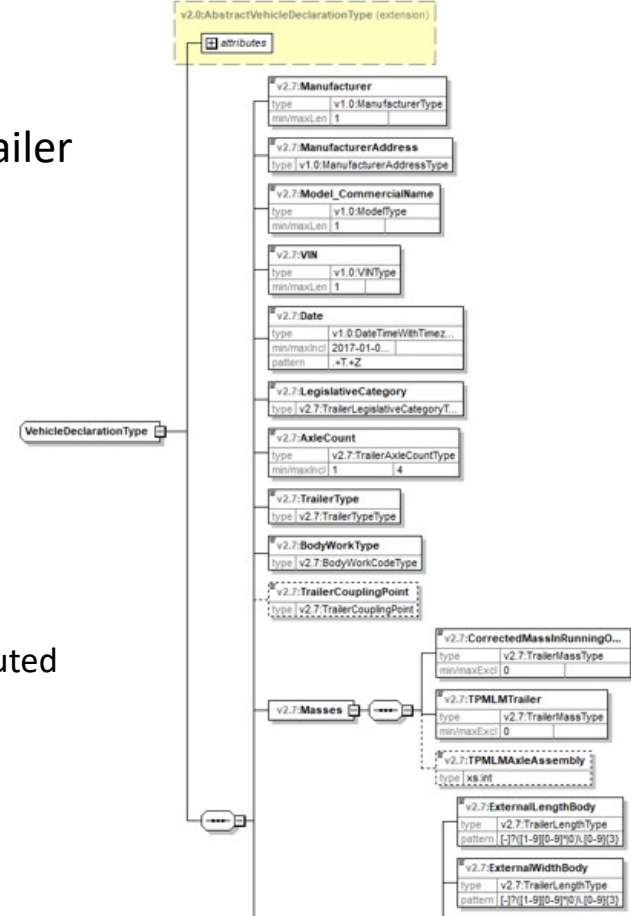 v2.0:AbstractVehicleDeclarationType (extension)
attributes
ailer
v2.7:Manufacturer
type v1.0:ManufacturerType
min/maxLen 1
v2.7:ManufacturerAddress
type v1.0:ManufacturerAddressType
v2.7:Model_CommercialName
type v1.0:ModelType
min/maxLen 1
v2.7:VIN
type v1.0:VINType
min/maxLen 1
v2.7:Date
type v1.0:DateTimeWithTimez...
min/maxIncl 2017-01-0...
pattern .+T.+Z
v2.7:LegislativeCategory
type v2.7:TrailerLegislativeCategoryT...
VehicleDeclarationType
v2.7:AxleCount
type v2.7:TrailerAxleCountType
min/maxIncl 1 4
v2.7:TrailerType
type v2.7:TrailerTypeType
v2.7:BodyWorkType
type v2.7:BodyWorkCodeType
v2.7:TrailerCouplingPoint
type v2.7:TrailerCouplingPoint
uted
v2.7:CorrectedMassInRunningO...
type v2.7:TrailerMassType
min/maxExcl 0
v2.7:Masses
v2.7:TPMLMTrailer
type v2.7:TrailerMassType
min/maxExcl 0
v2.7:TPMLMAxleAssembly
type xs:int
v2.7:ExternalLengthBody
type v2.7:TrailerLengthType
pattern [-]?([1-9][0-9]*|0)\.[0-9]{3}
v2.7:ExternalWidthBody
type v2.7:TrailerLengthType
pattern [-]?([1-9][0-9]*|0)\.[0-9]{3}